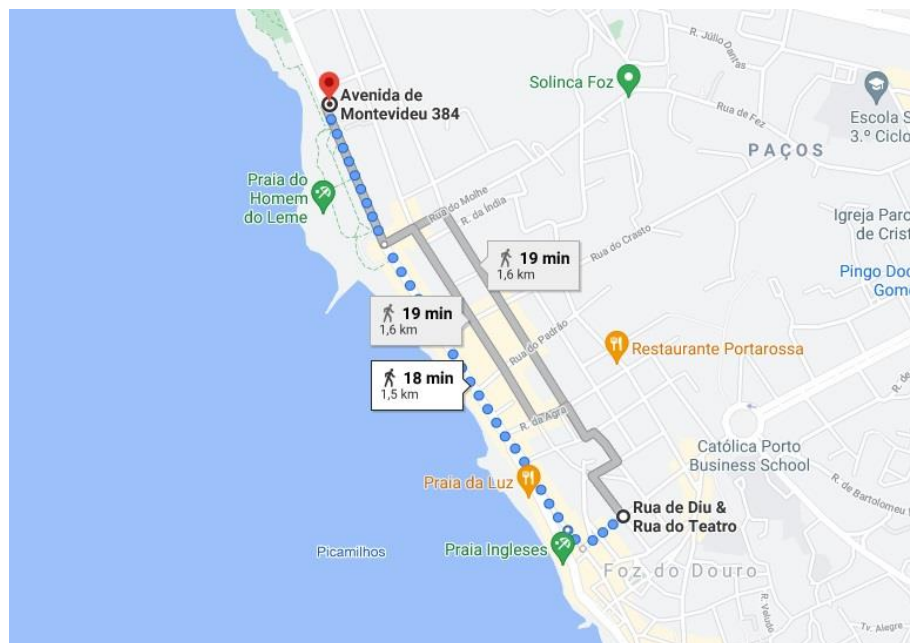 R. Júlio Dantas
Solinca Foz
Avenida de
Montevideu 384
Rua de Fez
Escola S
3.º Ciclo
PAÇOS
Praia do
Homem
do Leme
Rua do Molhe
R. da Índia
Igreja Paro
de Crist
Rua do Crasto
19 min
1,6 km
Pingo Doc
Gome
19 min
1,6 km
Rua do Padrão
Restaurante Portarossa
18 min
1,5 km
R. da Agra
Católica Porto
Business School
Praia da Luz
R. de Bartolomeu V
Rua de Diu &
Rua do Teatro
Picamilhos
Praia Ingleses
Foz do Douro
R. Veludo
Tv. Alegre